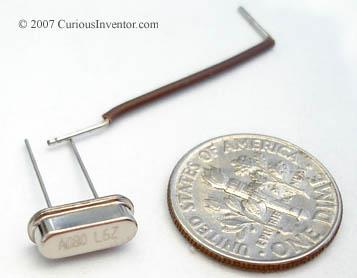 © 2007 CuriousInventor.com
A080 L6Z
UNITED STATES OF AMERICA
ONE DIME